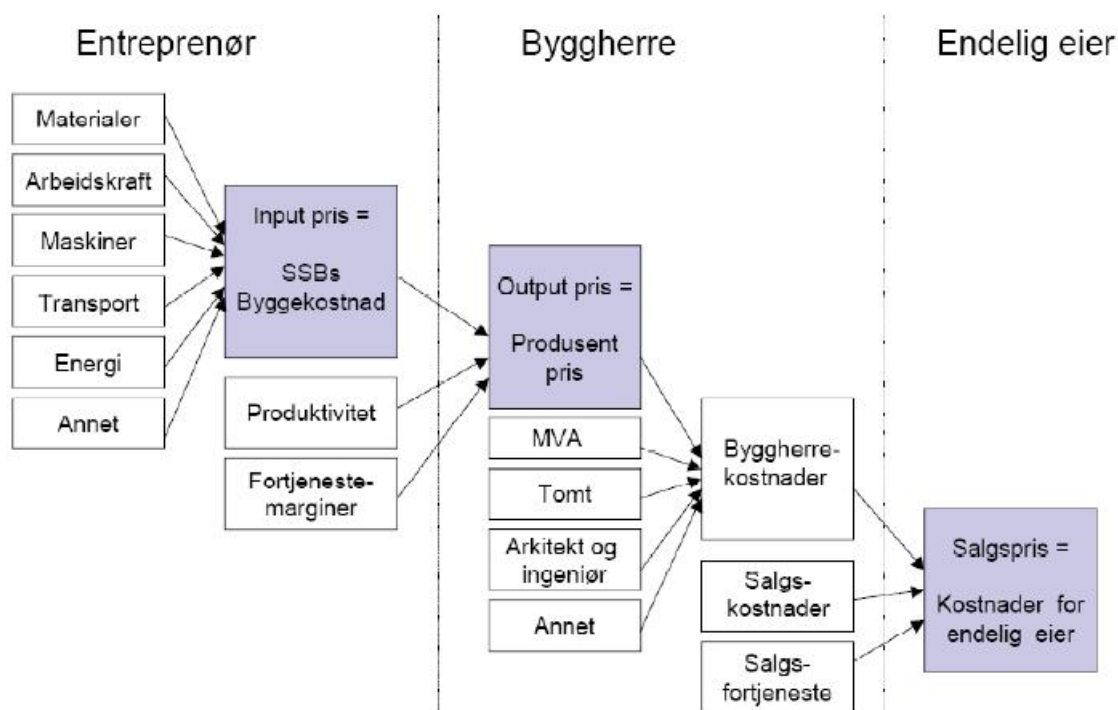 Entreprenør
Byggherre
Endelig eier
Materialer
Arbeidskraft
Maskiner
Transport
Energi
Annet
Input pris =
SSBs
Byggekostnad
Produktivitet
Fortjeneste-
marginer
Output pris =
Produsent
pris
MVA
Tomt
Arkitekt og
ingeniør
Annet
Byggherre-
kostnader
Salgs-
kostnader
Salgs-
fortjeneste
Salgspris =
Kostnader for
endelig eier